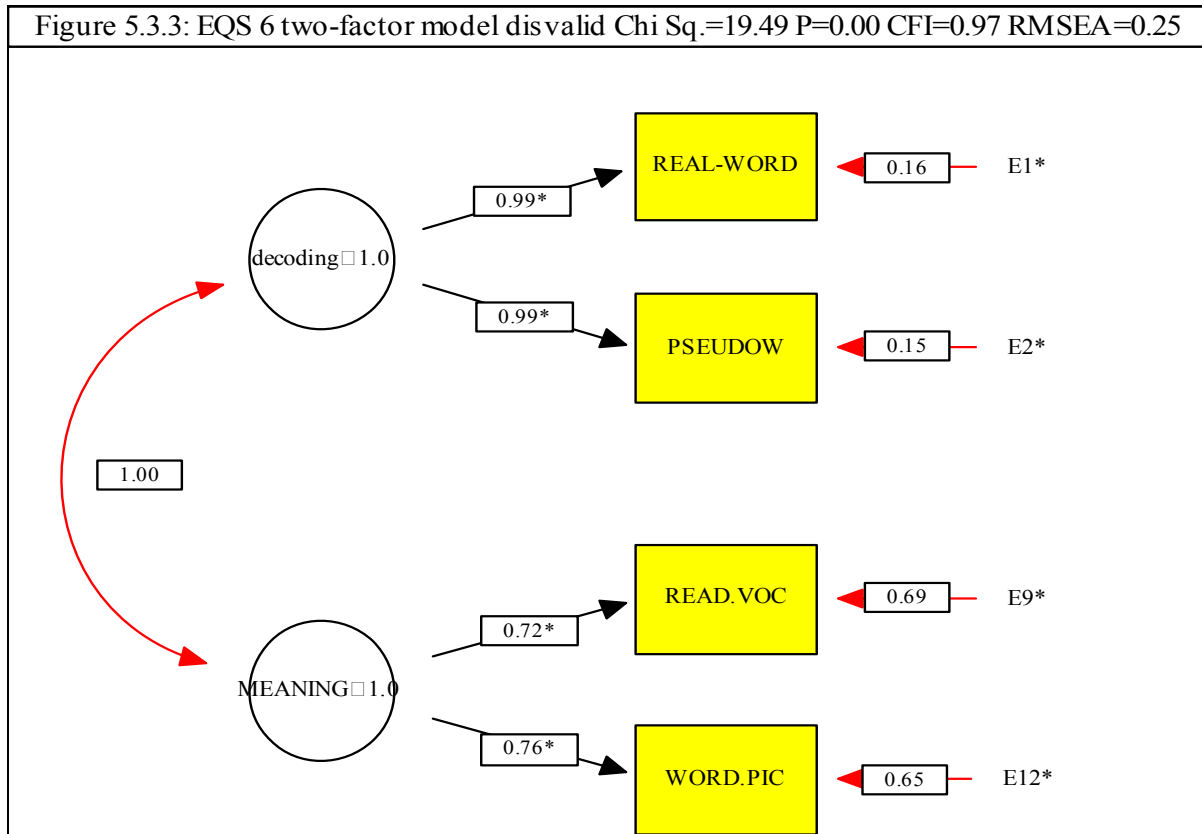 Figure 5.3.3: EQS 6 two-factor model disvalid Chi Sq.=19.49 P=0.00 CFI=0.97 RMSEA=0.25
REAL-WORD
0.16
E1*
0.99*
decoding□1.0
0.99*
PSEUDOW
0.15
E2*
1.00
READ.VOC
0.69
E9*
0.72*
MEANING□1.0
0.76*
WORD.PIC
0.65
E12*